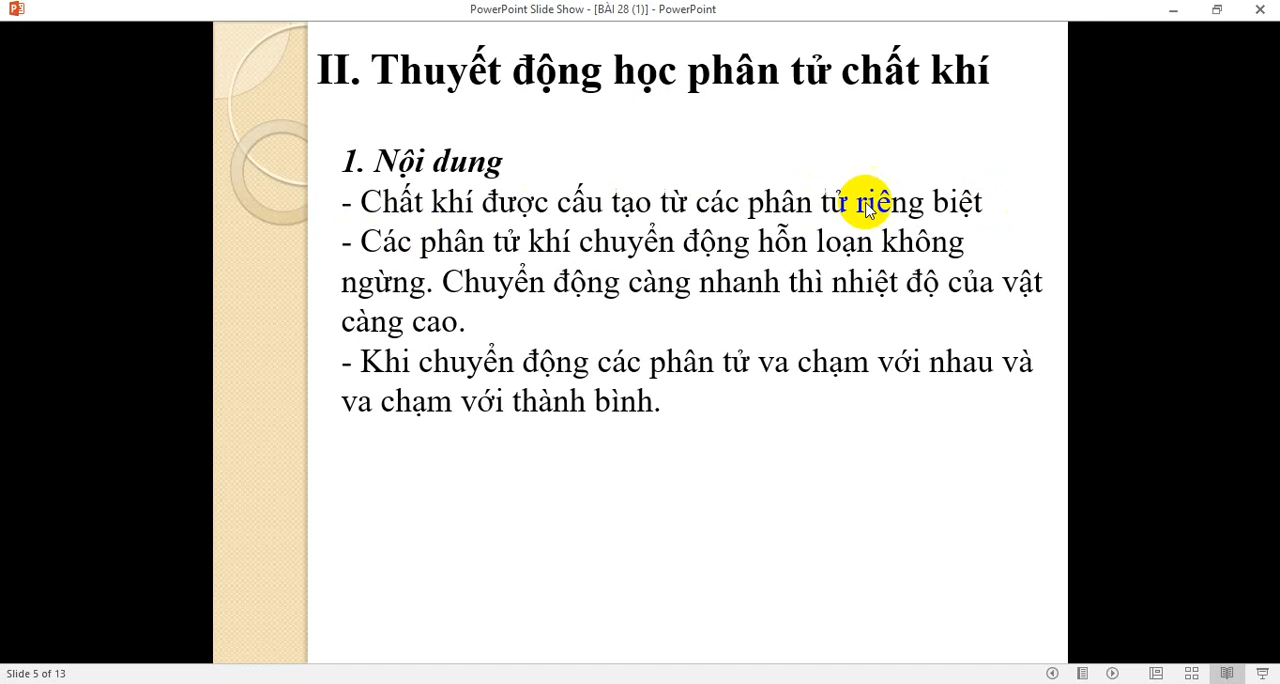 PowerPoint Slide Show - [BÀI 28 (1)] - PowerPoint
II. Thuyết động học phân tử chất khí
1. Nội dung
- Chất khí được cấu tạo từ các phân tử riêng biệt
- Các phân tử khí chuyển động hỗn loạn không
ngừng. Chuyển động càng nhanh thì nhiệt độ của vật
càng cao.
- Khi chuyển động các phân tử va chạm với nhau và
va chạm với thành bình.
Slide 5 of 13